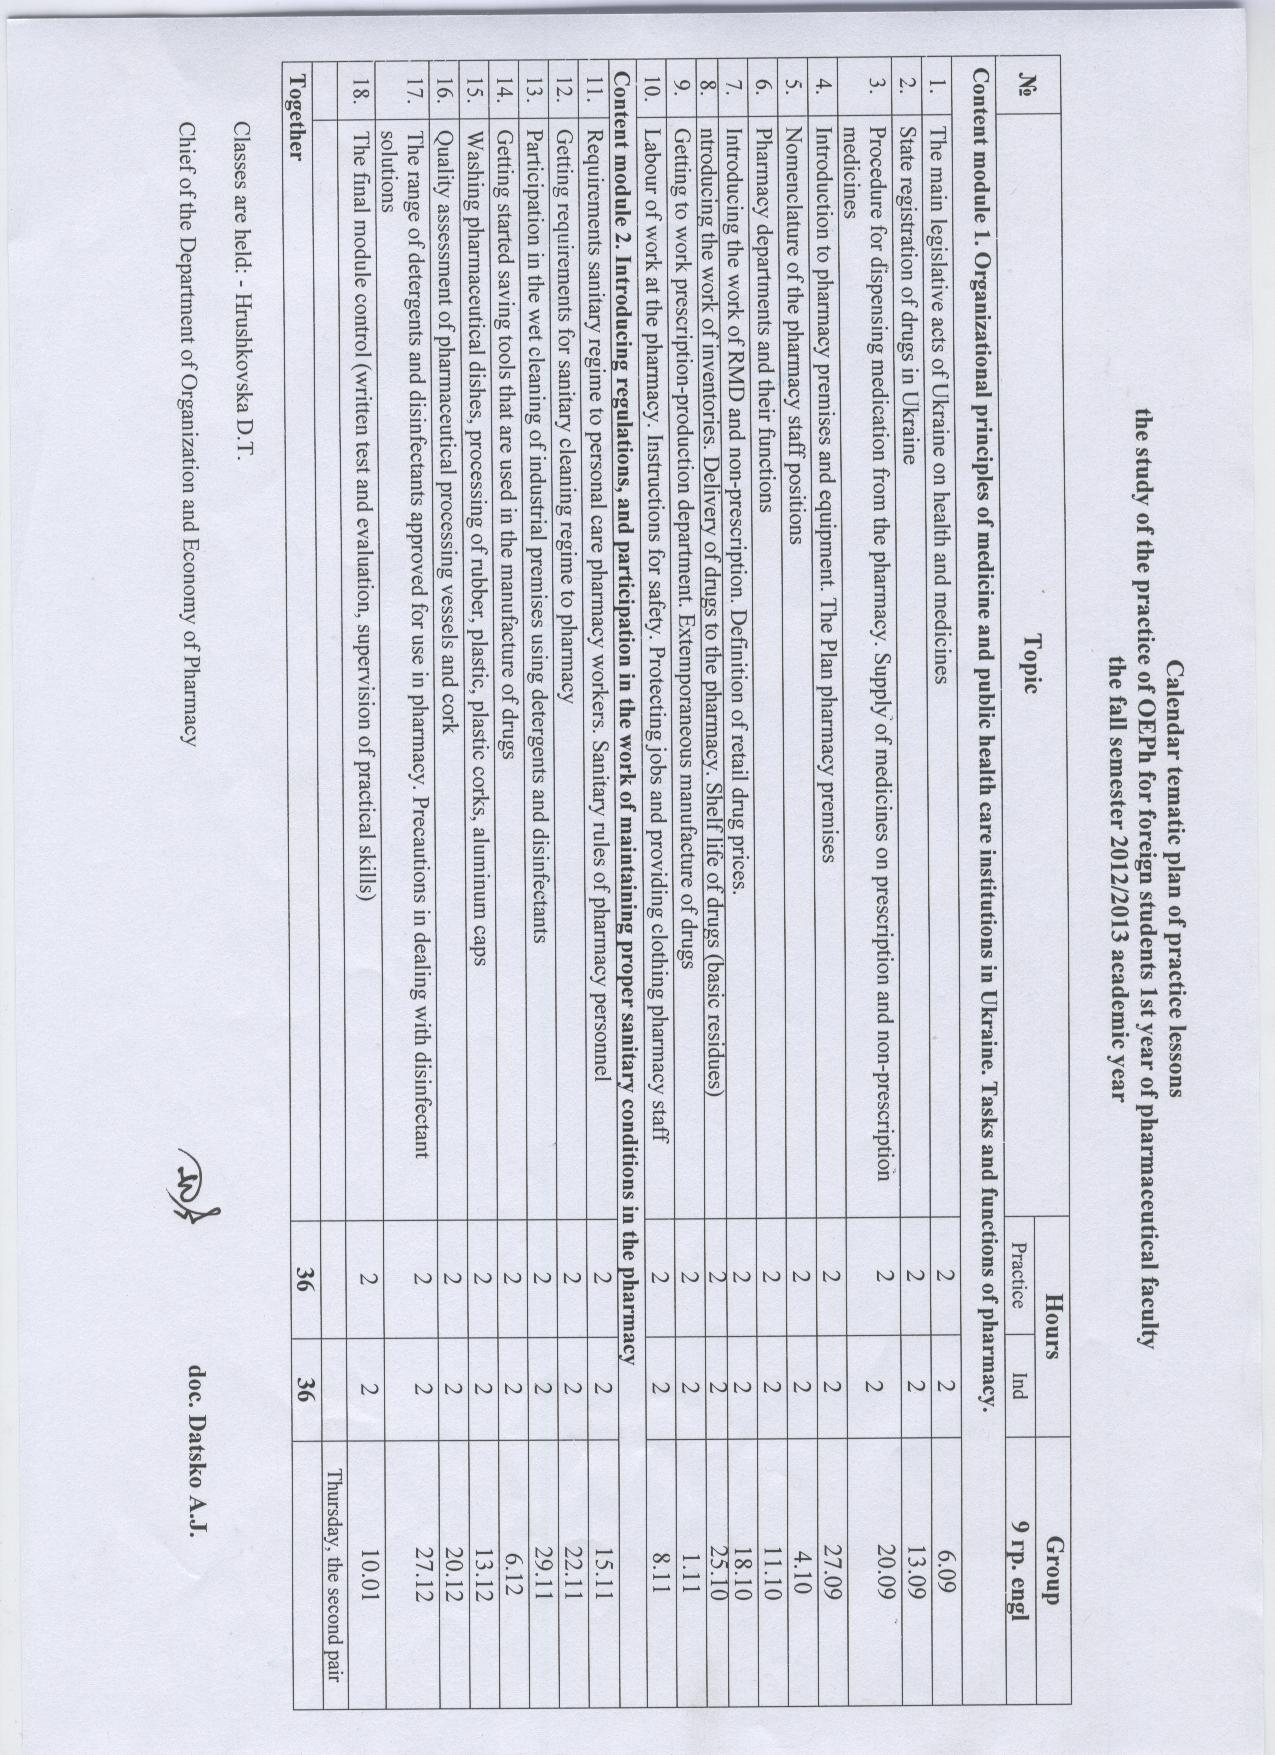 Calendar tematic plan of practice lessons
the study of the practice of OEPh for foreign students 1st year of pharmaceutical faculty
the fall semester 2012/2013 academic year
№ Topic Hours Group
Practice Ind 9 гр. engl
Content module 1. Organizational principles of medicine and public health care institutions in Ukraine. Tasks and functions of pharmacy.
1. The main legislative acts of Ukraine on health and medicines 2 2 6.09
2. State registration of drugs in Ukraine 2 2 13.09
3. Procedure for dispensing medication from the pharmacy. Supply of medicines on prescription and non-prescription 2 2 20.09
medicines
4. Introduction to pharmacy premises and equipment. The Plan pharmacy premises 2 2 27.09
5. Nomenclature of the pharmacy staff positions 2 2 4.10
6. Pharmacy departments and their functions 2 2 11.10
7. Introducing the work of RMD and non-prescription. Definition of retail drug prices. 2 2 18.10
8. ntroducing the work of inventories. Delivery of drugs to the pharmacy. Shelf life of drugs (basic residues) 2 2 25.10
9. Getting to work prescription-production department. Extemporaneous manufacture of drugs 2 2 1.11
10. Labour of work at the pharmacy. Instructions for safety. Protecting jobs and providing clothing pharmacy staff 2 2 8.11
Content module 2. Introducing regulations, and participation in the work of maintaining proper sanitary conditions in the pharmacy
11. Requirements sanitary regime to personal care pharmacy workers. Sanitary rules of pharmacy personnel 2 2 15.11
12. Getting requirements for sanitary cleaning regime to pharmacy 2 2 22.11
13. Participation in the wet cleaning of industrial premises using detergents and disinfectants 2 2 29.11
14. Getting started saving tools that are used in the manufacture of drugs 2 2 6.12
15. Washing pharmaceutical dishes, processing of rubber, plastic, plastic corks, aluminum caps 2 2 13.12
16. Quality assessment of pharmaceutical processing vessels and cork 2 2 20.12
17. The range of detergents and disinfectants approved for use in pharmacy. Precautions in dealing with disinfectant 2 2 27.12
solutions
18. The final module control (written test and evaluation, supervision of practical skills) 2 2 10.01
Thursday, the second pair
Together 36 36
Classes are held: - Hrushkovska D.T.
Chief of the Department of Organization and Economy of Pharmacy doc. Datsko A.J.